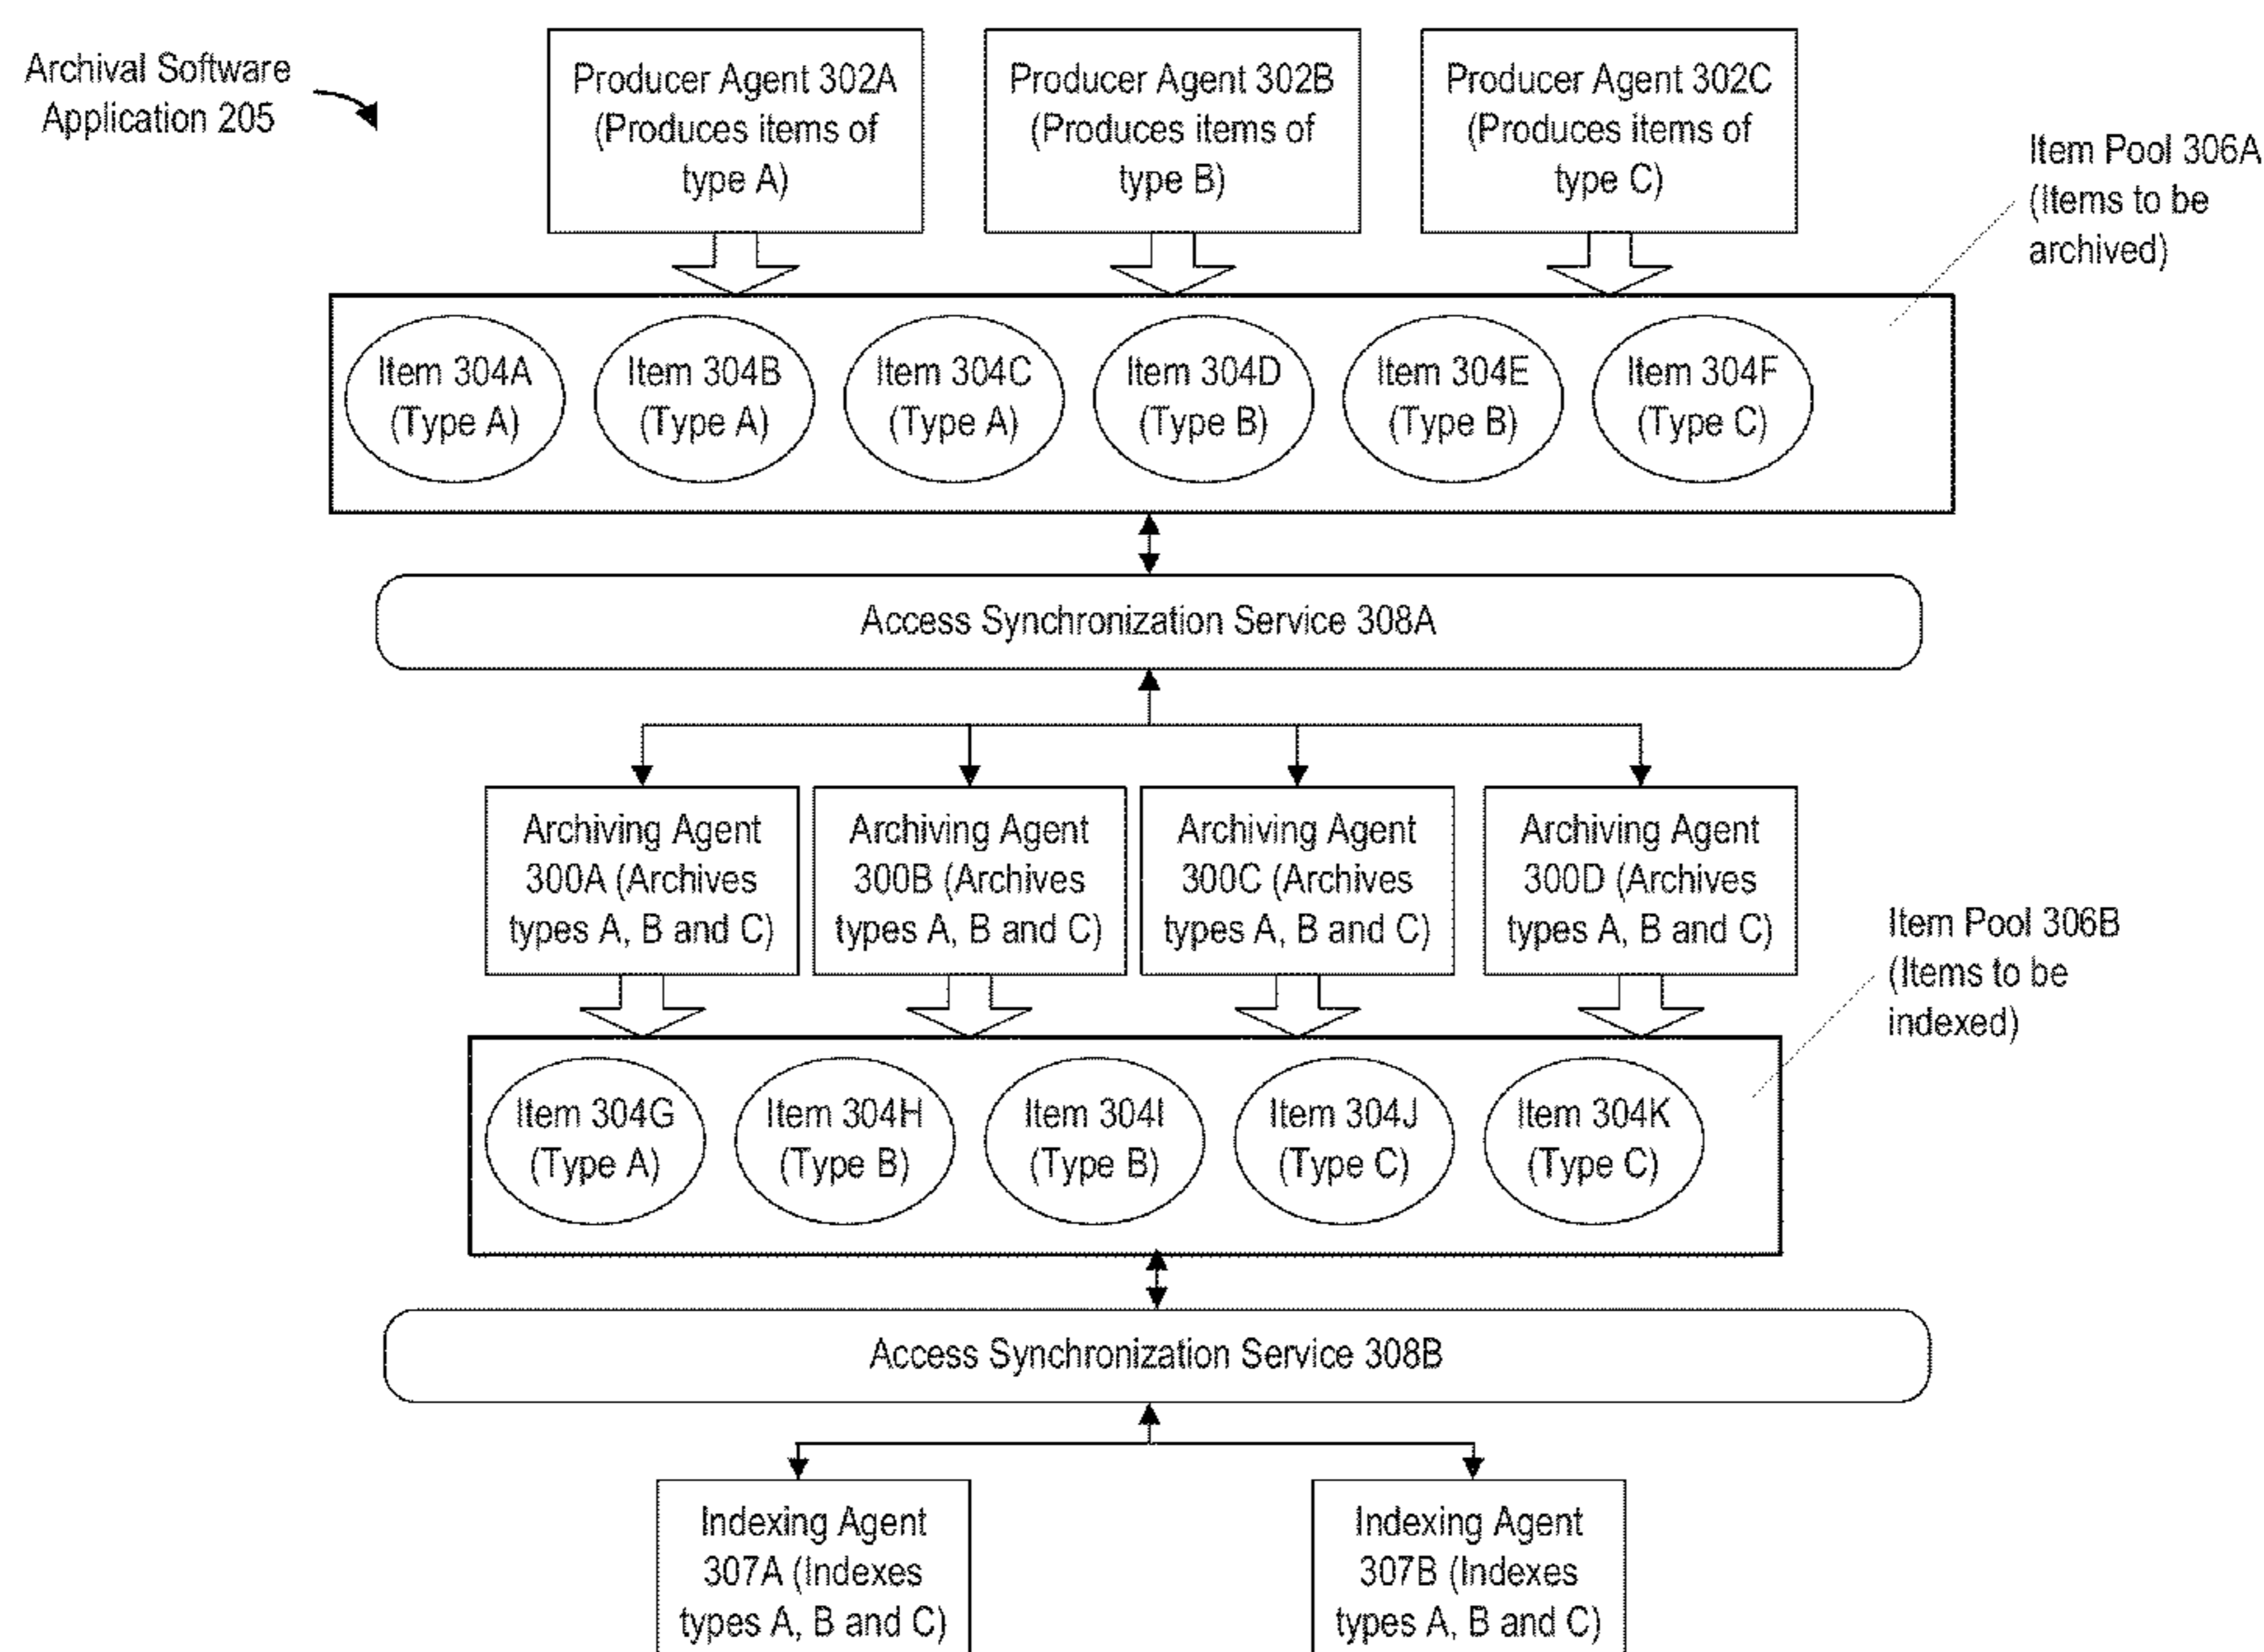 Archival Software
Application 205
Producer Agent 302A
(Produces items of
type A)
Producer Agent 302B
(Produces items of
type B)
Producer Agent 302C
(Produces items of
type C)
Item Pool 306A
(Items to be
archived)
Item 304A
(Type A)
Item 304B
(Type A)
Item 304C
(Type A)
Item 304D
(Type B)
Item 304E
(Type B)
Item 304F
(Type C)
Access Synchronization Service 308A
Archiving Agent
300A (Archives
types A, B and C)
Archiving Agent
300B (Archives
types A, B and C)
Archiving Agent
300C (Archives
types A, B and C)
Archiving Agent
300D (Archives
types A, B and C)
Item Pool 306B
(Items to be
indexed)
Item 304G
(Type A)
Item 304H
(Type B)
Item 304I
(Type B)
Item 304J
(Type C)
Item 304K
(Type C)
Access Synchronization Service 308B
Indexing Agent
307A (Indexes
types A, B and C)
Indexing Agent
307B (Indexes
types A, B and C)